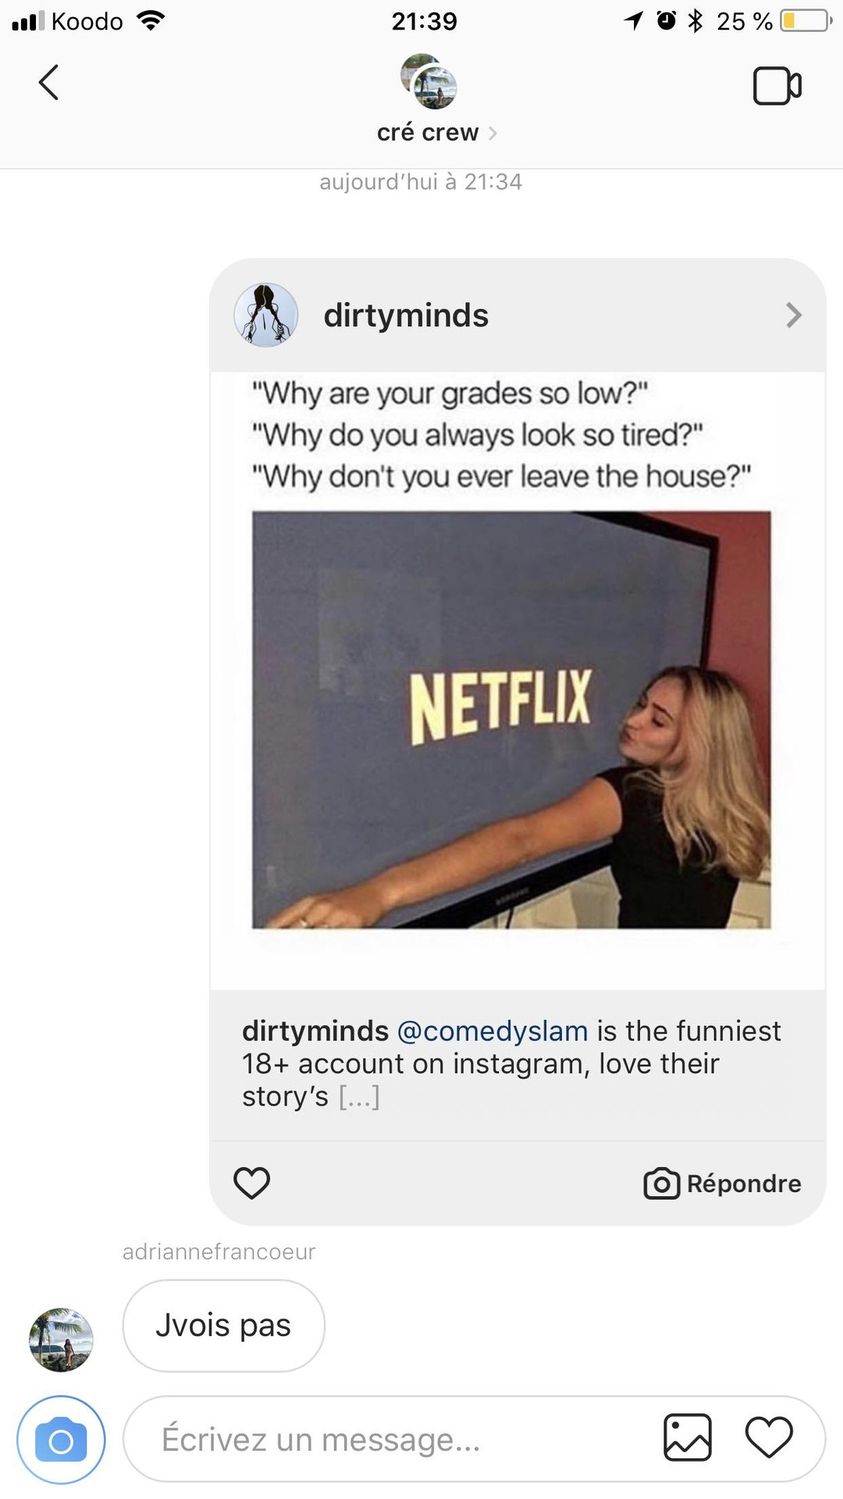 Koodo 21:39 25 %
cré crew
aujourd'hui à 21:34
dirtyminds
"Why are your grades so low?"
"Why do you always look so tired?"
"Why don't you ever leave the house?"
NETFLIX
SAMSUNG
dirtyminds @comedyslam is the funniest
18+ account on instagram, love their
story's [...]
Répondre
adriannefrancoeur
Jvois pas
Écrivez un message...